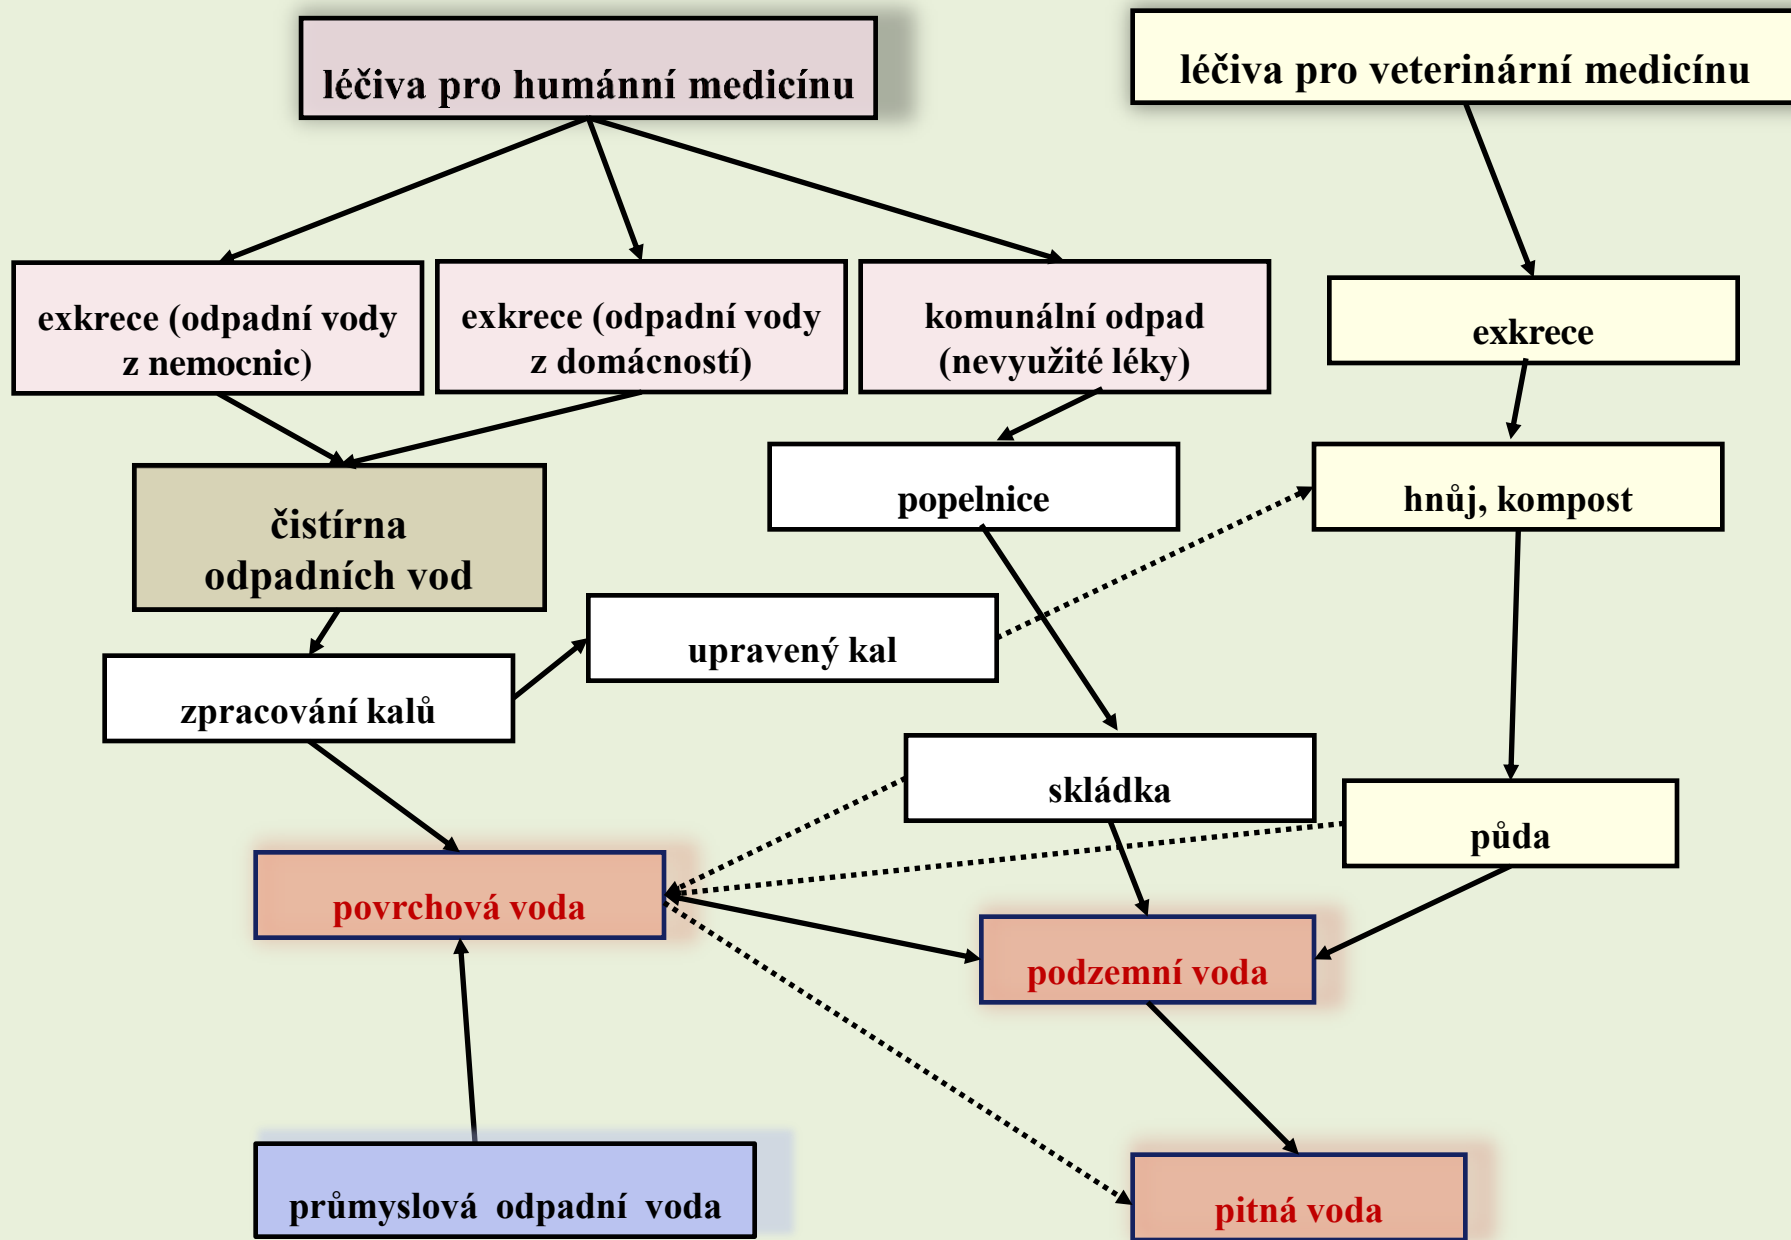 léčiva pro humánní medicínu
léčiva pro veterinární medicínu
exkrece (odpadní vody
z nemocnic)
exkrece (odpadní vody
z domácností)
komunální odpad
(nevyužité léky)
exkrece
čistírna
odpadních vod
popelnice
hnůj, kompost
upravený kal
zpracování kalů
skládka
půda
povrchová voda
podzemní voda
průmyslová odpadní voda
pitná voda